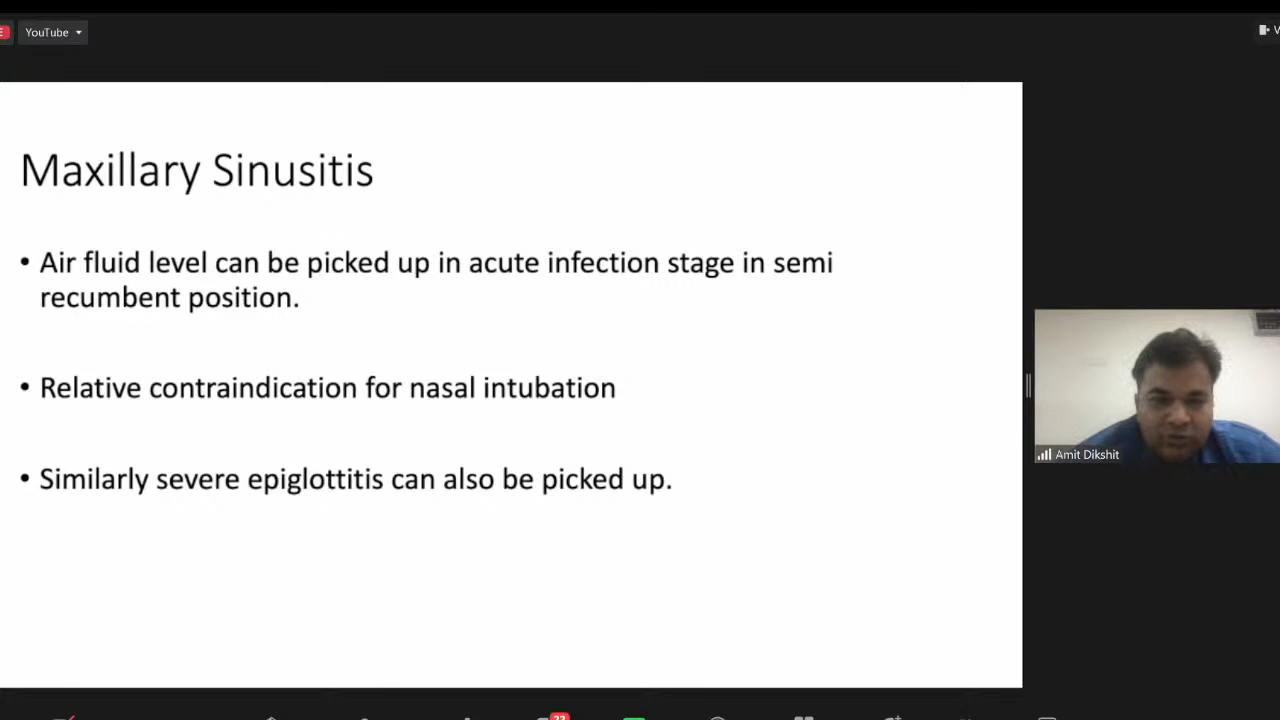 YouTube
Maxillary Sinusitis
• Air fluid level can be picked up in acute infection stage in semi
recumbent position.
• Relative contraindication for nasal intubation
• Similarly severe epiglottitis can also be picked up.
Amit Dikshit